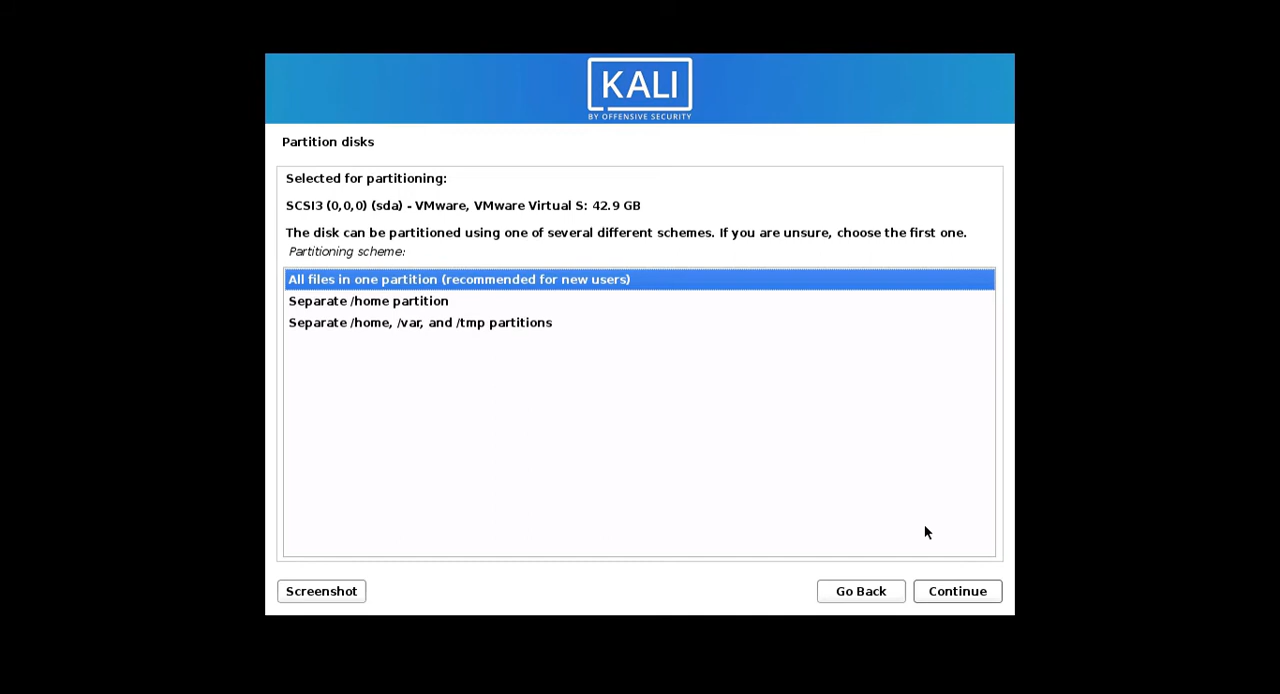 KALI
BY OFFENSIVE SECURITY
Partition disks
Selected for partitioning:
SCSI3 (0,0,0) (sda) - VMware, VMware Virtual S: 42.9 GB
The disk can be partitioned using one of several different schemes. If you are unsure, choose the first one.
Partitioning scheme:
All files in one partition (recommended for new users)
Separate /home partition
Separate /home, /var, and /tmp partitions
Screenshot
Go Back
Continue